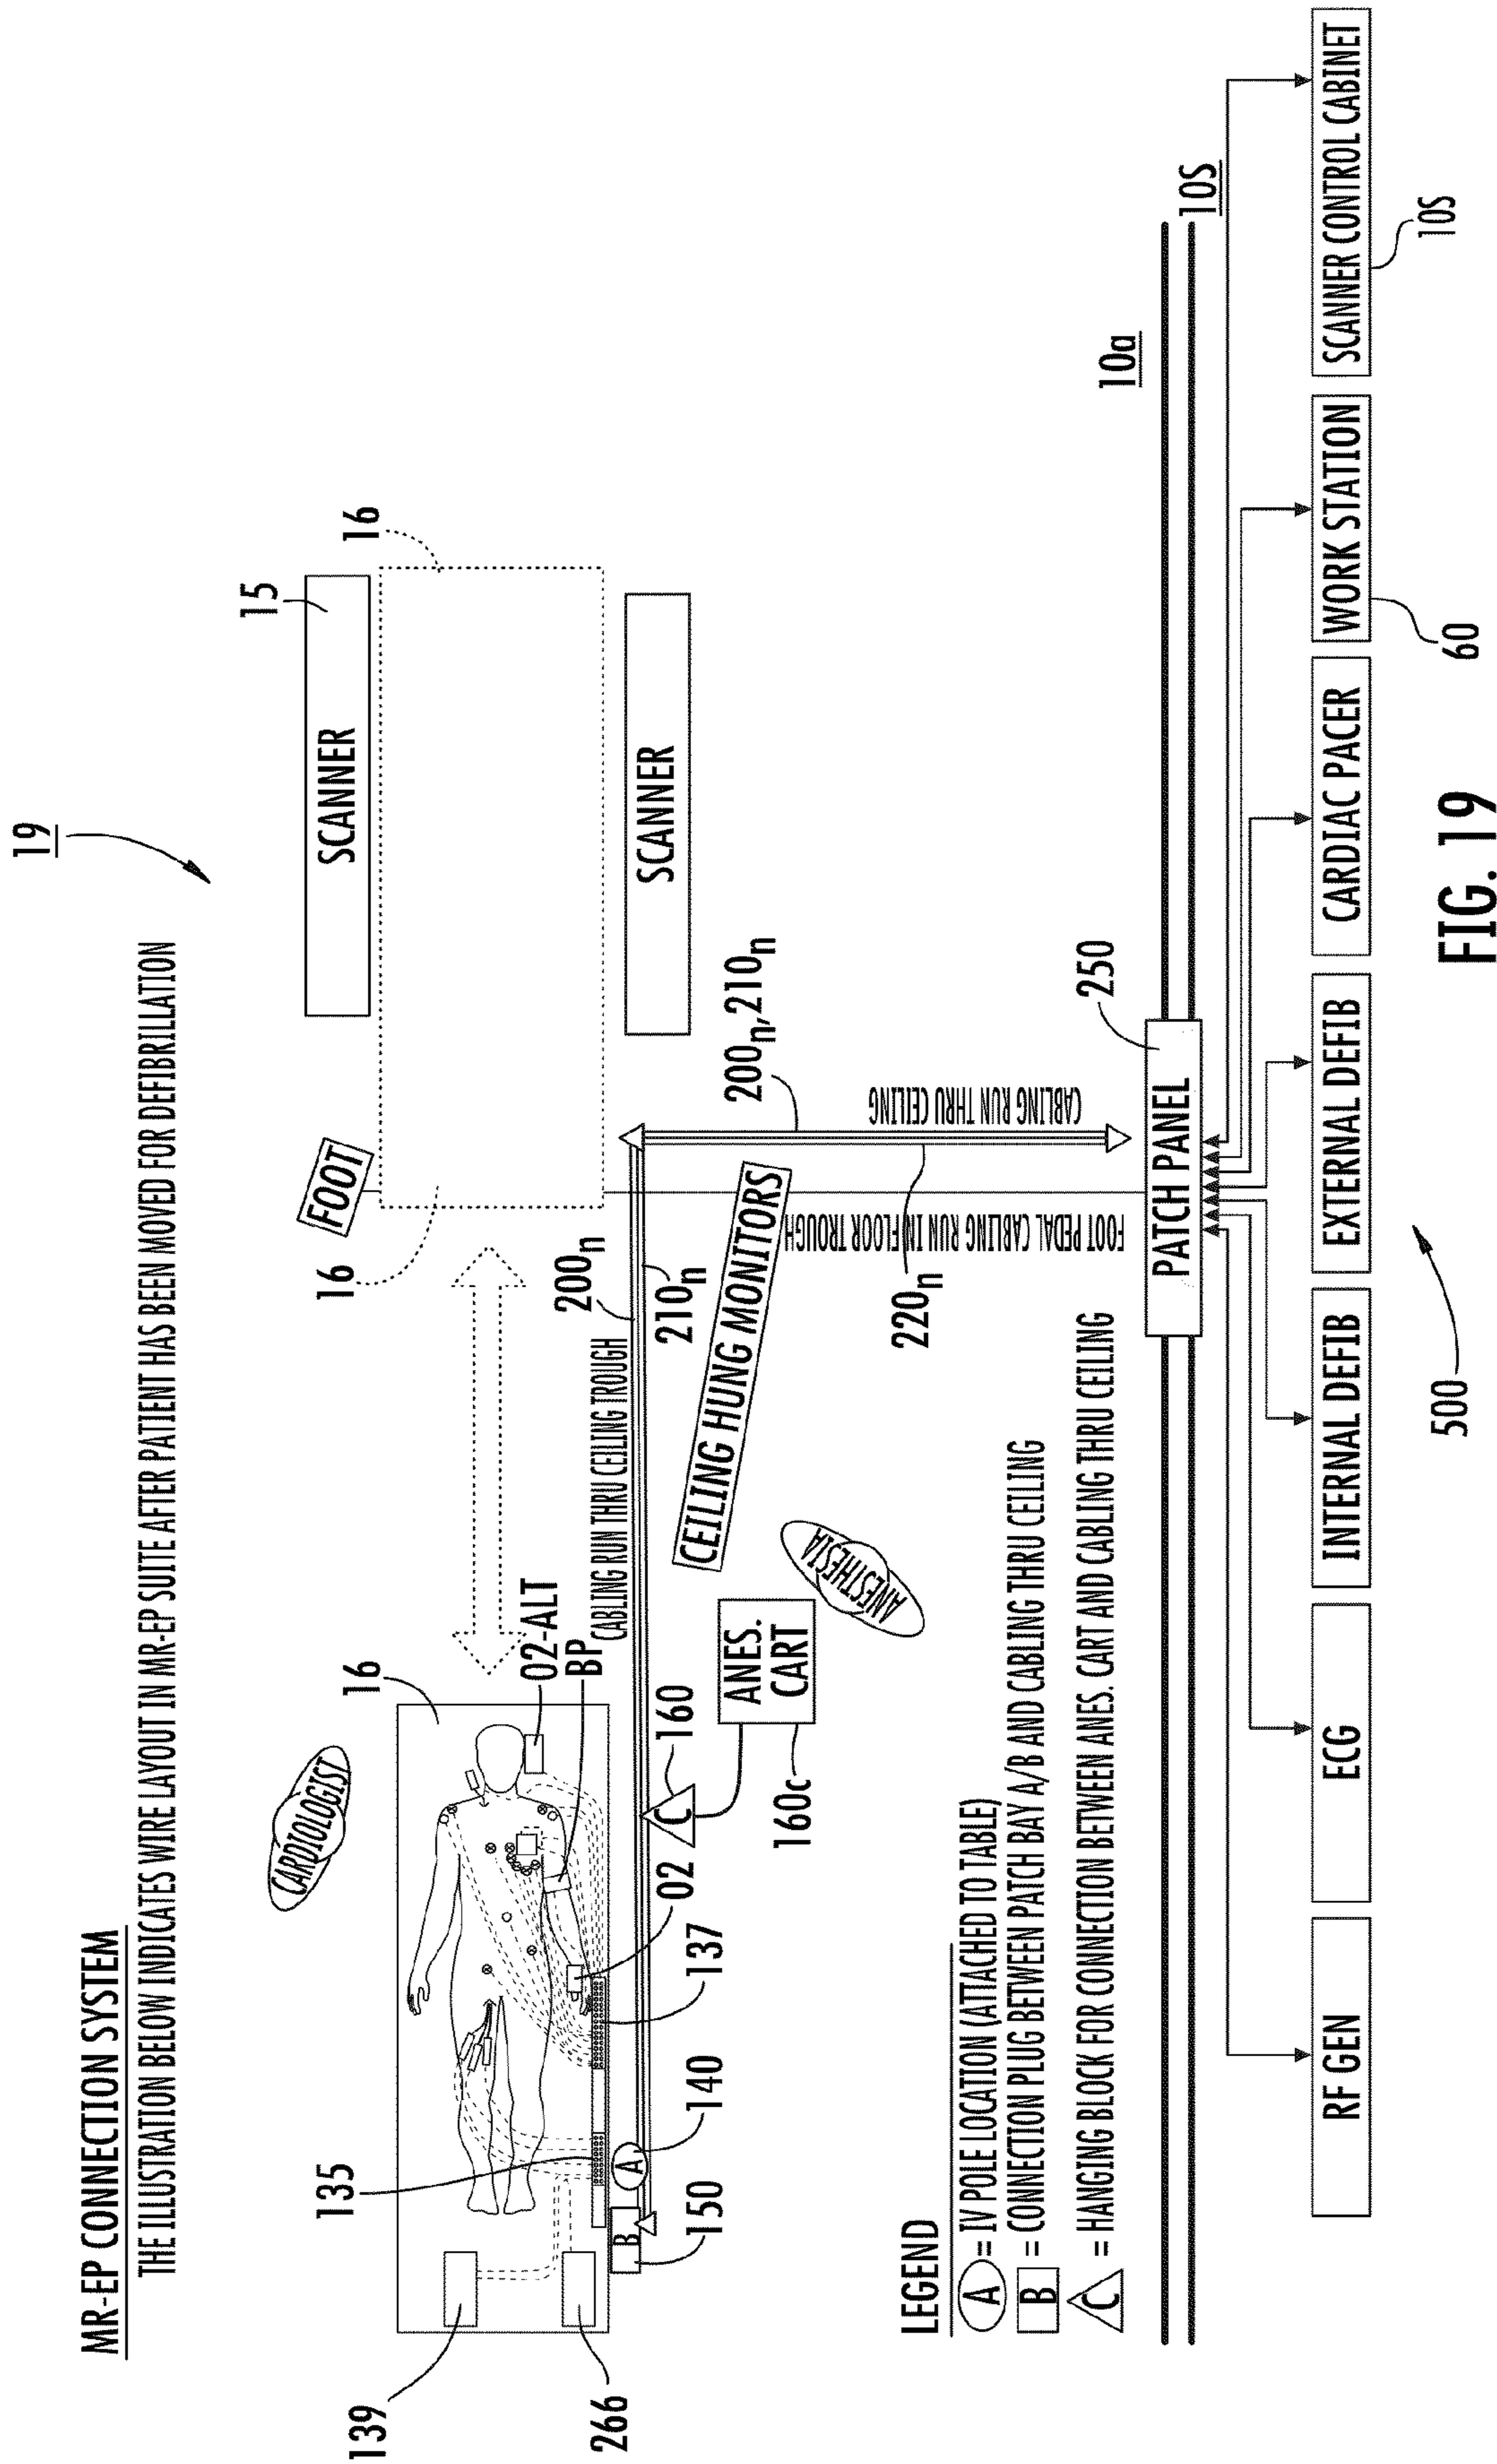 MR-EP CONNECTION SYSTEM
THE ILLUSTRATION BELOW INDICATES WIRE LAYOUT IN MR-EP SUITE AFTER PATIENT HAS BEEN MOVED FOR DEFIBRILLATION
19
CARDIOLOGIST
15
SCANNER
16
FOOT
16
16
139
266
135
150
B
A
140
137
02
C
160
02-ALT
BP
CABLING RUN THRU CEILING TROUGH
200n
210n
SCANNER
ANES.
CART
160c
ANESTHESIA
CEILING HUNG MONITORS
200n, 210n
220n
CABLING RUN THRU CEILING
FOOT PEDAL CABLING RUN IN FLOOR TROUGH
LEGEND
A = IV POLE LOCATION (ATTACHED TO TABLE)
B = CONNECTION PLUG BETWEEN PATCH BAY A/B AND CABLING THRU CEILING
C = HANGING BLOCK FOR CONNECTION BETWEEN ANES. CART AND CABLING THRU CEILING
250
PATCH PANEL
10a
10S
RF GEN
ECG
INTERNAL DEFIB
EXTERNAL DEFIB
CARDIAC PACER
WORK STATION
SCANNER CONTROL CABINET
500
60
10S
FIG. 19